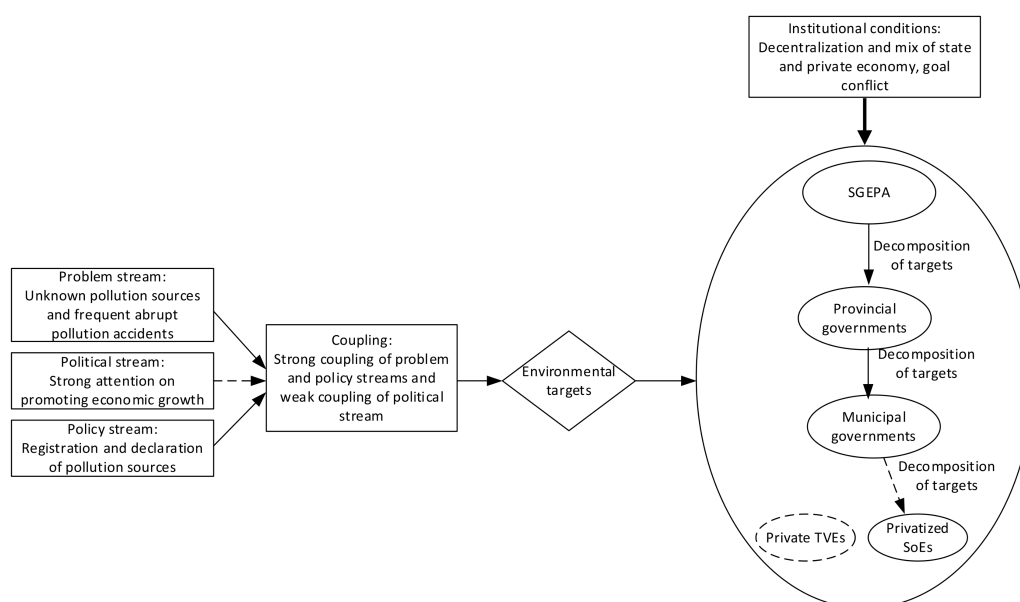 Institutional conditions:
Decentralization and mix of state
and private economy, goal
conflict
SGEPA
Decomposition
of targets
Provincial
governments
Decomposition
of targets
Municipal
governments
Decomposition
of targets
Private TVEs
Privatized
SoEs
Problem stream:
Unknown pollution sources
and frequent abrupt
pollution accidents
Political stream:
Strong attention on
promoting economic growth
Policy stream:
Registration and declaration
of pollution sources
Coupling:
Strong coupling of problem
and policy streams and
weak coupling of political
stream
Environmental
targets